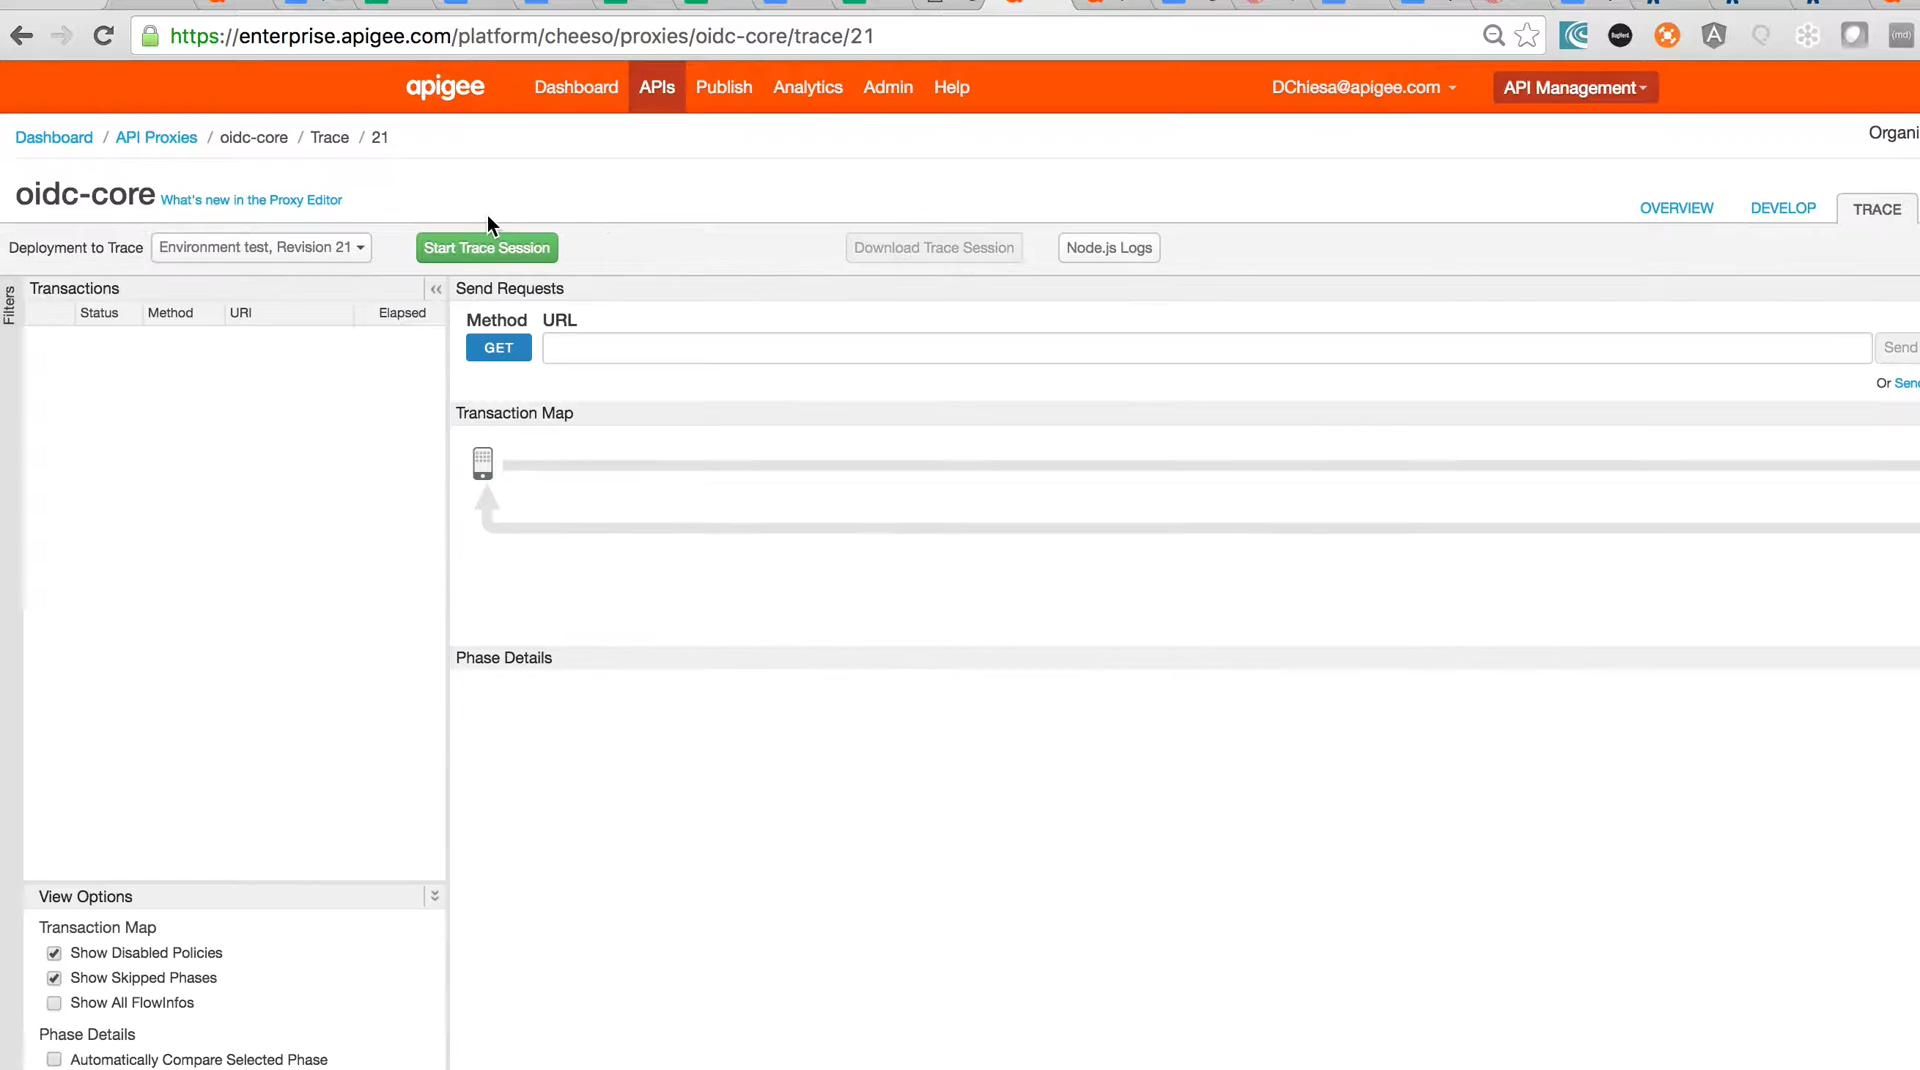 https://enterprise.apigee.com/platform/cheeso/proxies/oidc-core/trace/21
apigee Dashboard APIs Publish Analytics Admin Help DChiesa@apigee.com API Management
Dashboard / API Proxies / oidc-core / Trace / 21
Organi
oidc-core What's new in the Proxy Editor
OVERVIEW DEVELOP TRACE
Deployment to Trace Environment test, Revision 21 Start Trace Session Download Trace Session Node.js Logs
Filters
Transactions
Status Method URI Elapsed
Send Requests
Method URL
GET Send
Or Sen
Transaction Map
Phase Details
View Options
Transaction Map
Show Disabled Policies
Show Skipped Phases
Show All FlowInfos
Phase Details
Automatically Compare Selected Phase